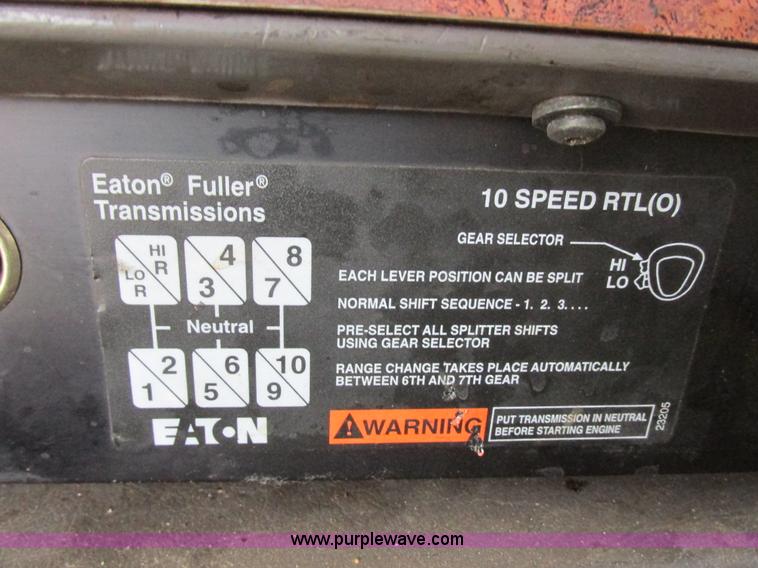 Eaton® Fuller®
Transmissions
10 SPEED RTL(O)
GEAR SELECTOR
HI
LO
HI
R
LO
R
4
3
8
7
Neutral
2
1
6
5
10
9
EACH LEVER POSITION CAN BE SPLIT
NORMAL SHIFT SEQUENCE - 1. 2. 3. . . .
PRE-SELECT ALL SPLITTER SHIFTS
USING GEAR SELECTOR
RANGE CHANGE TAKES PLACE AUTOMATICALLY
BETWEEN 6TH AND 7TH GEAR
EATON
WARNING
PUT TRANSMISSION IN NEUTRAL
BEFORE STARTING ENGINE
23205
www.purplewave.com